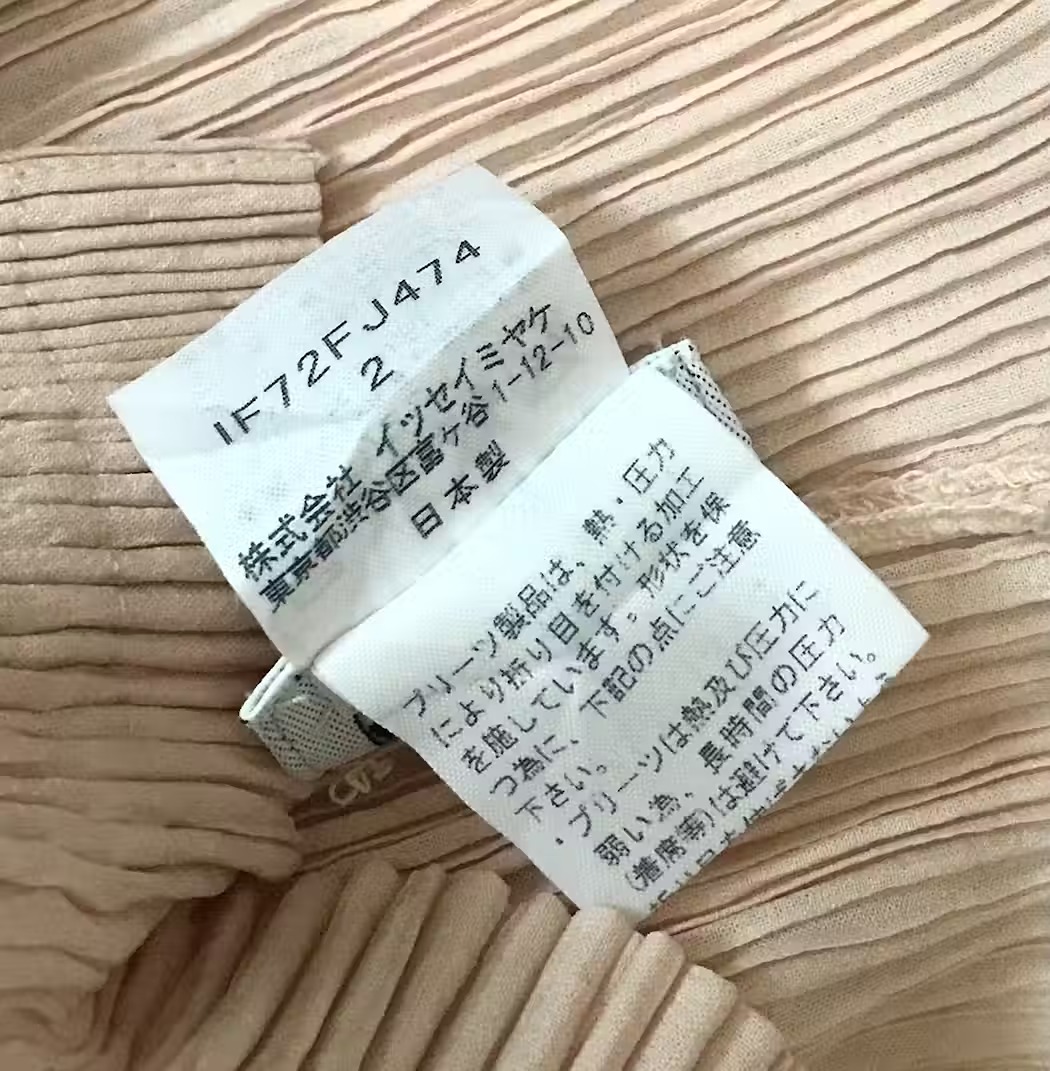 IF72FJ474
2
株式会社 イッセイミヤケ
東京都渋谷区富ヶ谷1-12-10
日本製
プリーツ製品は、熱・圧力
により折り目を付ける加工
を施しています。形状を保
つ為に、下記の点にご注意
下さい。
・プリーツは熱及び圧力に
弱い為、長時間の圧力
(着席等)は避けて下さい。